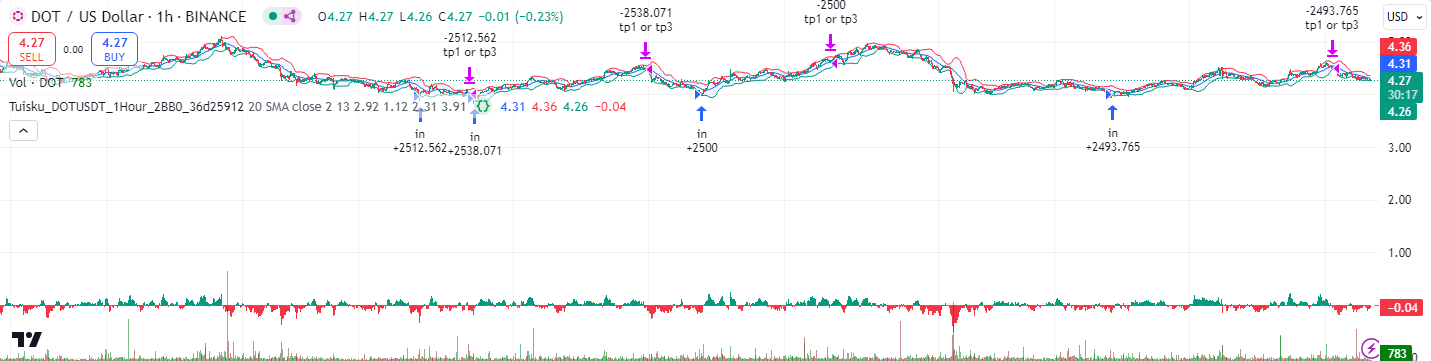 DOT / US Dollar · 1h · BINANCE O4.27 H4.27 L4.26 C4.27 −0.01 (−0.23%)
USD
4.27
SELL
0.00
4.27
BUY
Vol · DOT 783
Tuisku_DOTUSDT_1Hour_2BB0_36d25912 20 SMA close 2 13 2.92 1.12 2.31 3.91 {} 4.31 4.36 4.26 −0.04
-2512.562
tp1 or tp3
-2538.071
tp1 or tp3
-2500
tp1 or tp3
-2493.765
tp1 or tp3
in
+2512.562
in
+2538.071
in
+2500
in
+2493.765
4.36
4.31
4.27
30:17
4.26
3.00
2.00
1.00
−0.04
783